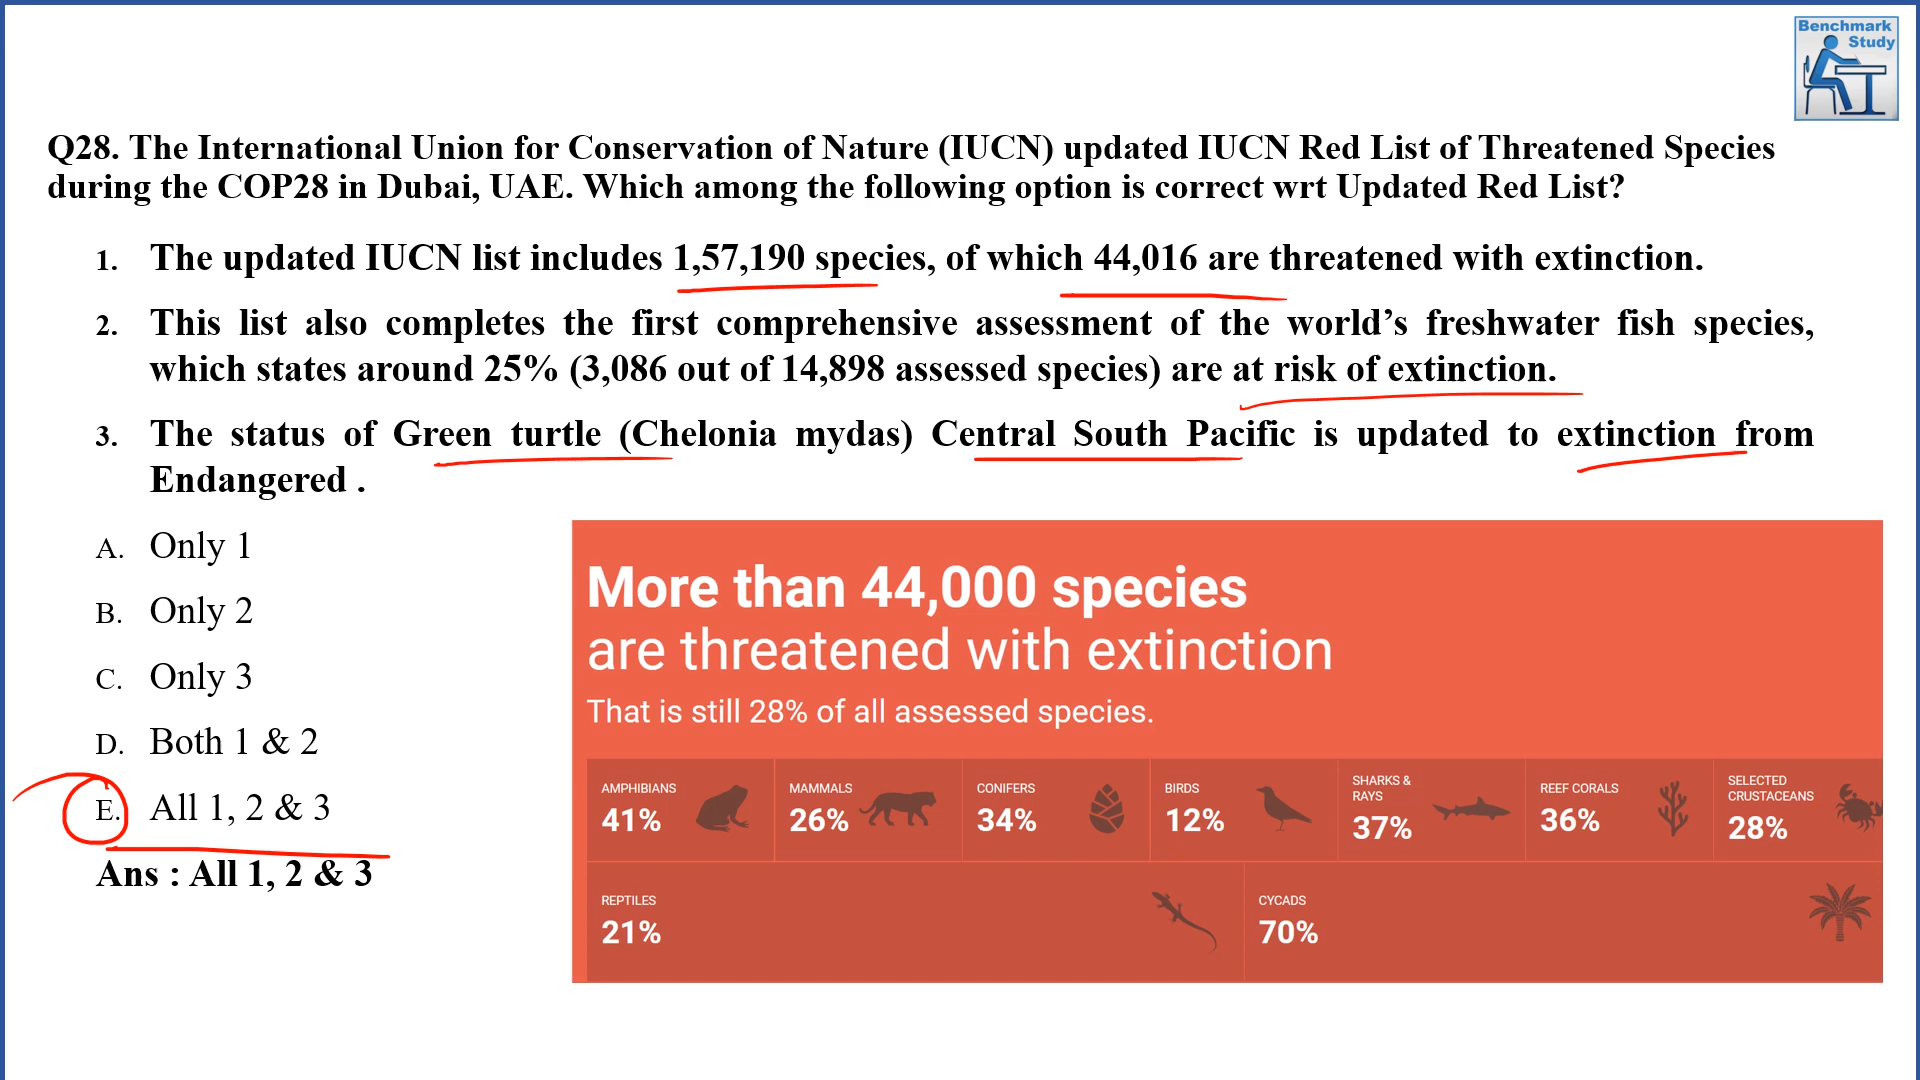 Benchmark
Study
Q28. The International Union for Conservation of Nature (IUCN) updated IUCN Red List of Threatened Species
during the COP28 in Dubai, UAE. Which among the following option is correct wrt Updated Red List?
1. The updated IUCN list includes 1,57,190 species, of which 44,016 are threatened with extinction.
2. This list also completes the first comprehensive assessment of the world’s freshwater fish species,
which states around 25% (3,086 out of 14,898 assessed species) are at risk of extinction.
3. The status of Green turtle (Chelonia mydas) Central South Pacific is updated to extinction from
Endangered .
A. Only 1
B. Only 2
C. Only 3
D. Both 1 & 2
E. All 1, 2 & 3
Ans : All 1, 2 & 3
More than 44,000 species
are threatened with extinction
That is still 28% of all assessed species.
AMPHIBIANS
41%
MAMMALS
26%
CONIFERS
34%
BIRDS
12%
SHARKS &
RAYS
37%
REEF CORALS
36%
SELECTED
CRUSTACEANS
28%
REPTILES
21%
CYCADS
70%